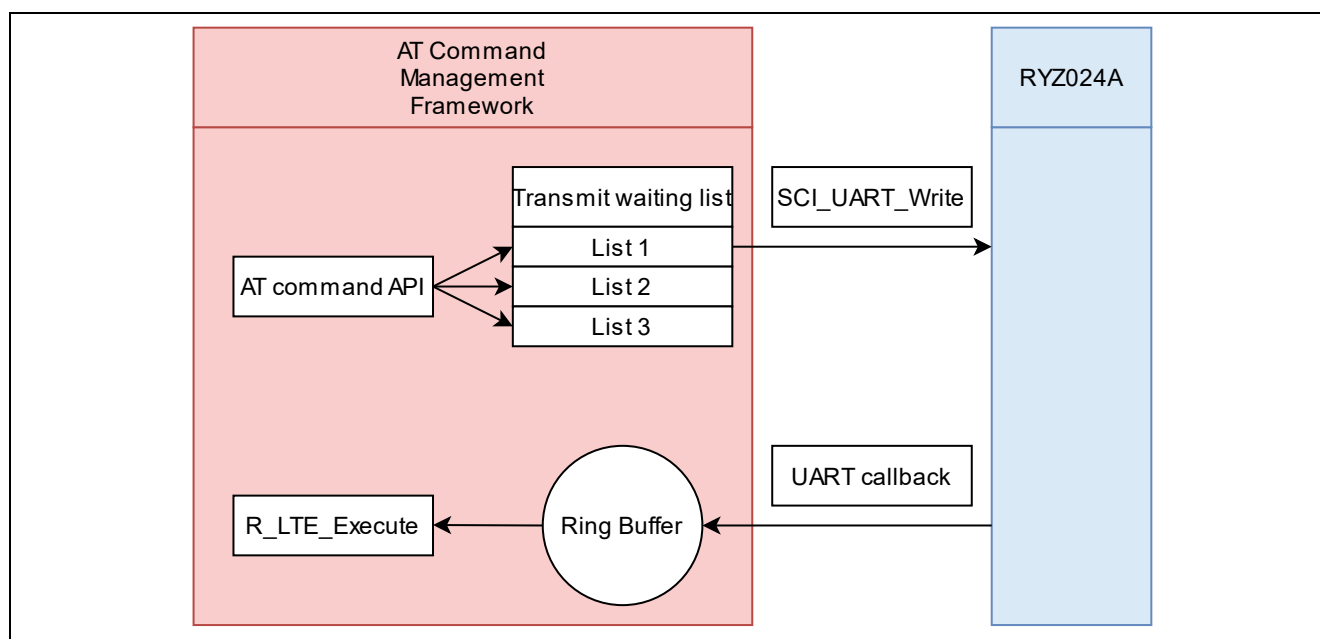 AT Command
Management
Framework
RYZ024A
Transmit waiting list
SCI_UART_Write
List 1
AT command API
List 2
List 3
UART callback
R_LTE_Execute
Ring Buffer